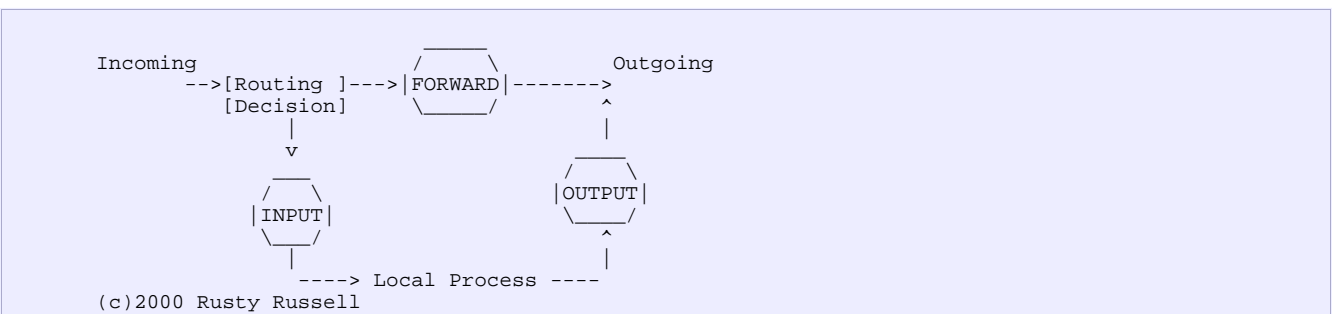 Incoming Outgoing
-->[Routing ]--->|FORWARD|------->
[Decision]
v
|INPUT| |OUTPUT|
----> Local Process ----
(c)2000 Rusty Russell